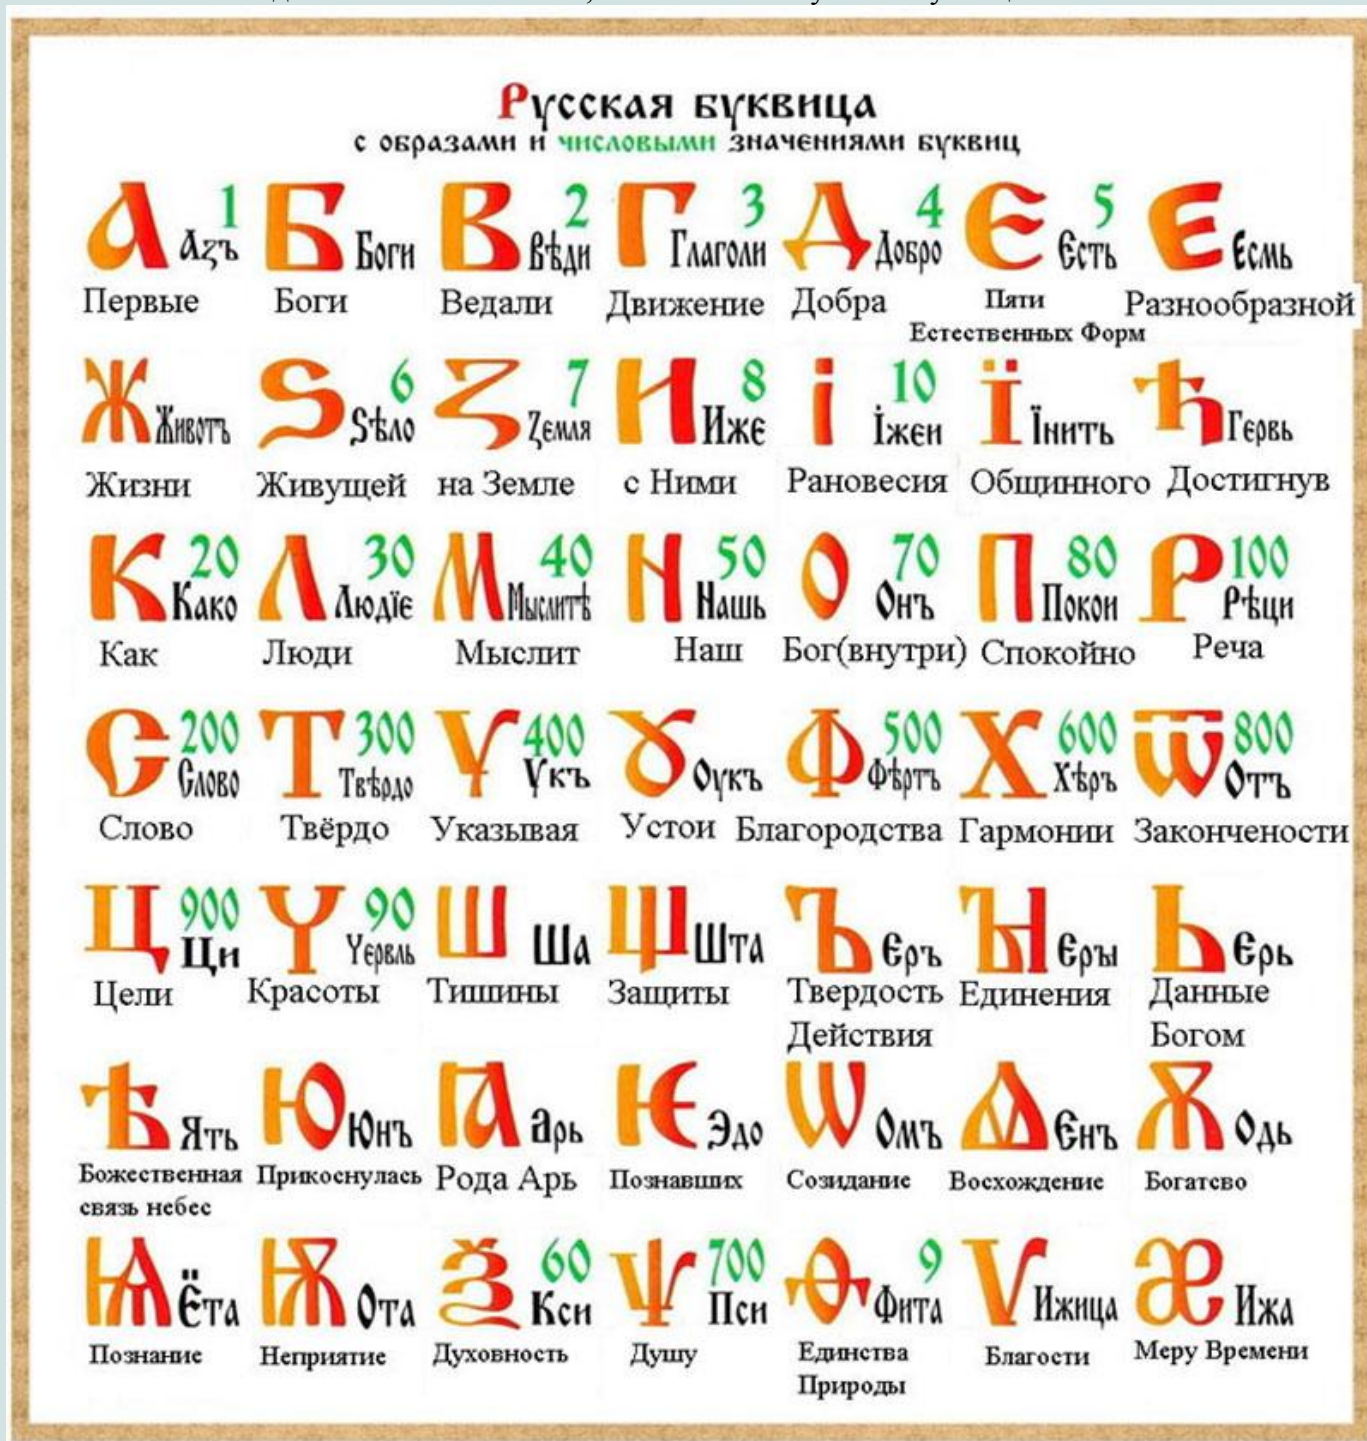 Русская буквица
с образами и числовыми значениями буквиц
А 1 Азъ Б Боги В 2 Вѣди Г 3 Глаголи Д 4 Добро Є 5 Єсть Е Есмь
Первые Боги Ведали Движение Добра Пяти Разнообразной
Естественных Форм
Ж Животъ Ѕ 6 Ѕѣло З 7 Земля И 8 Иже І 10 Іжеи Ї Їнить Ћ Гервь
Жизни Живущей на Земле с Ними Рановесия Общинного Достигнув
К 20 Како Л 30 Людїе М 40 Мыслитѣ Н 50 Нашь О 70 Онъ П 80 Покои Р 100 Рѣци
Как Люди Мыслит Наш Бог(внутри) Спокойно Реча
С 200 Слово Т 300 Твѣрдо Ѵ 400 Ѵкъ Ȣ Оукъ Ф 500 Фѣртъ Х 600 Хѣръ Ѿ 800 Отъ
Слово Твёрдо Указывая Устои Благородства Гармонии Закончености
Ц 900 Ци Ч 90 Червль Ш Ша Щ Шта Ъ Еръ Ы Еры Ь Ерь
Цели Красоты Тишины Защиты Твердость Единения Данные
Действия Богом
Ѣ Ять Ю Юнъ Ꙗ Арь Ѥ Эдо Ѡ Омъ Ѧ Єнъ Ѫ Одь
Божественная Прикоснулась Рода Арь Познавших Созидание Восхождение Богатсво
связь небес
Ѩ Ёта Ѭ Ота Ѯ 60 Кси Ѱ 700 Пси Ѳ 9 Фита Ѵ Ижица Æ Ижа
Познание Неприятие Духовность Душу Единства Благости Меру Времени
Природы